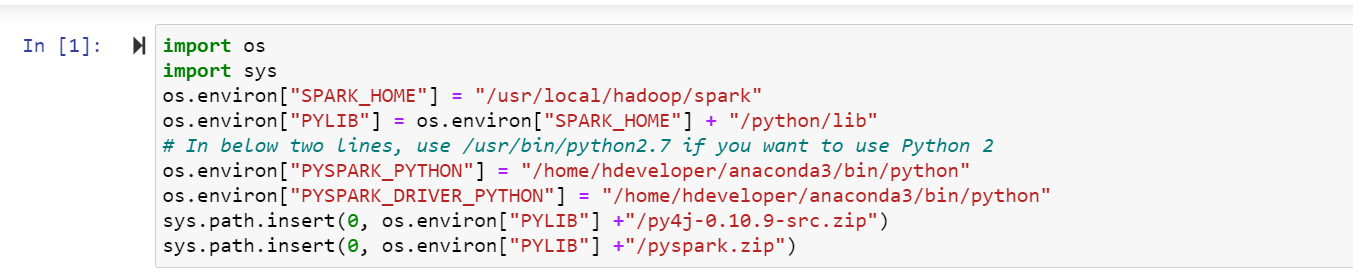 In [1]:
import os
import sys
os.environ["SPARK_HOME"] = "/usr/local/hadoop/spark"
os.environ["PYLIB"] = os.environ["SPARK_HOME"] + "/python/lib"
# In below two lines, use /usr/bin/python2.7 if you want to use Python 2
os.environ["PYSPARK_PYTHON"] = "/home/hdeveloper/anaconda3/bin/python"
os.environ["PYSPARK_DRIVER_PYTHON"] = "/home/hdeveloper/anaconda3/bin/python"
sys.path.insert(0, os.environ["PYLIB"] +"/py4j-0.10.9-src.zip")
sys.path.insert(0, os.environ["PYLIB"] +"/pyspark.zip")